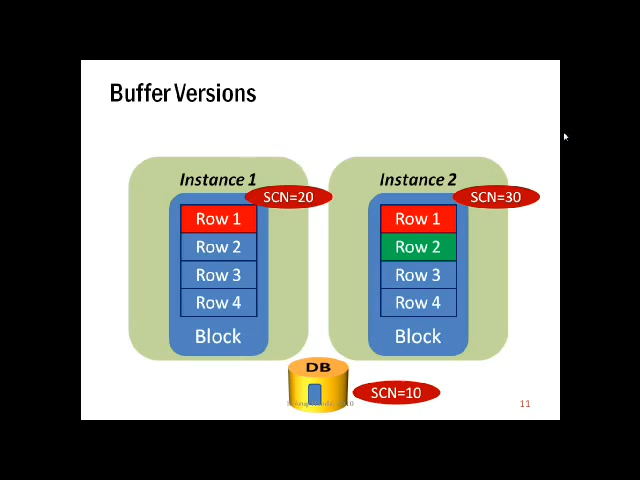 Buffer Versions
Instance 1
SCN=20
Row 1
Row 2
Row 3
Row 4
Block
Instance 2
SCN=30
Row 1
Row 2
Row 3
Row 4
Block
DB
SCN=10
11